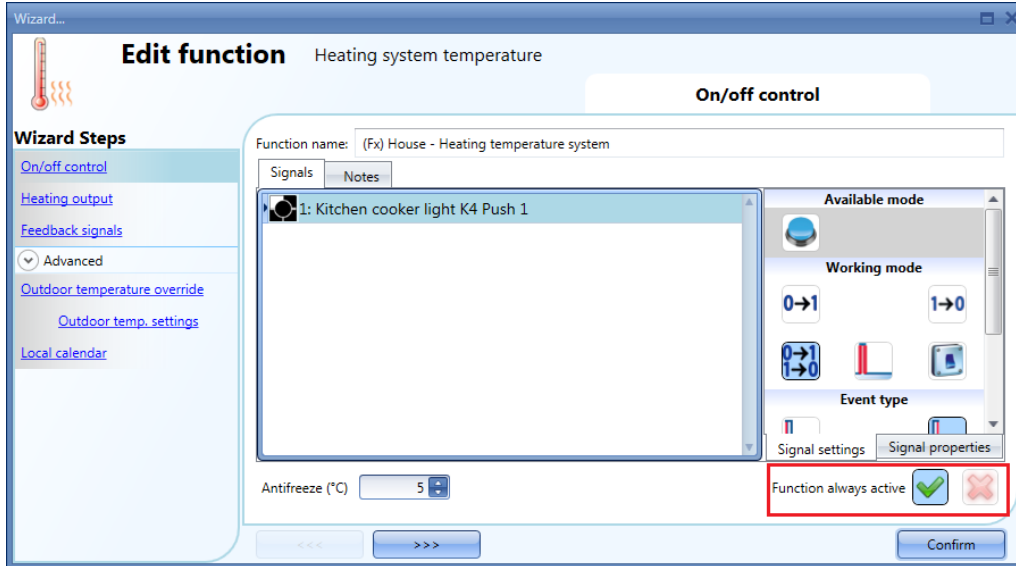 Wizard...
Edit function Heating system temperature
On/off control
Wizard Steps
On/off control
Heating output
Feedback signals
Advanced
Outdoor temperature override
Outdoor temp. settings
Local calendar
Function name: (Fx) House - Heating temperature system
Signals Notes
1: Kitchen cooker light K4 Push 1
Available mode
Working mode
0→1 1→0
0→1
1→0
Event type
Signal settings Signal properties
Antifreeze (°C) 5
Function always active
<<< >>> Confirm